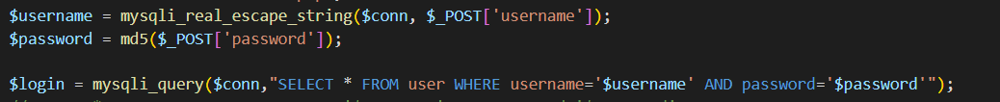 $username = mysqli_real_escape_string($conn, $_POST['username']);
$password = md5($_POST['password']);
$login = mysqli_query($conn,"SELECT * FROM user WHERE username='$username' AND password='$password'");